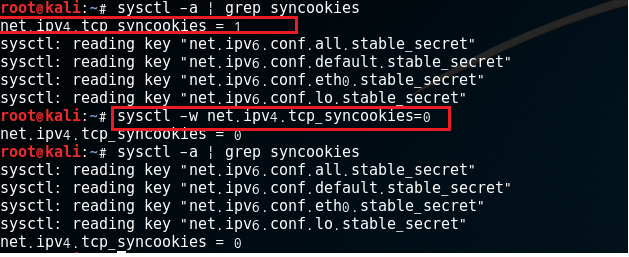 root@kali:~# sysctl -a | grep syncookies
net.ipv4.tcp_syncookies = 1
sysctl: reading key "net.ipv6.conf.all.stable_secret"
sysctl: reading key "net.ipv6.conf.default.stable_secret"
sysctl: reading key "net.ipv6.conf.eth0.stable_secret"
sysctl: reading key "net.ipv6.conf.lo.stable_secret"
root@kali:~# sysctl -w net.ipv4.tcp_syncookies=0
net.ipv4.tcp_syncookies = 0
root@kali:~# sysctl -a | grep syncookies
sysctl: reading key "net.ipv6.conf.all.stable_secret"
sysctl: reading key "net.ipv6.conf.default.stable_secret"
sysctl: reading key "net.ipv6.conf.eth0.stable_secret"
sysctl: reading key "net.ipv6.conf.lo.stable_secret"
net.ipv4.tcp_syncookies = 0